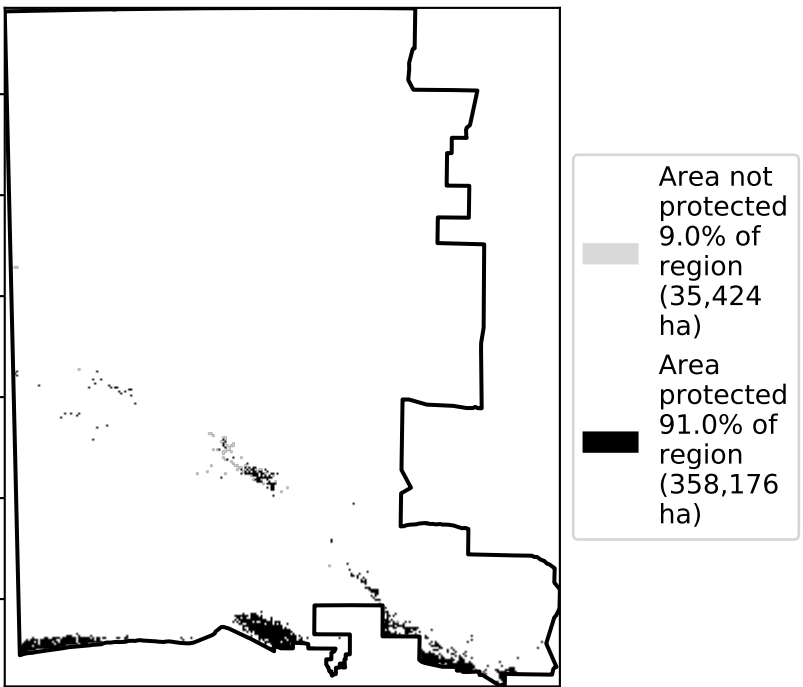 Area not
protected
9.0% of
region
(35,424
ha)
Area
protected
91.0% of
region
(358,176
ha)